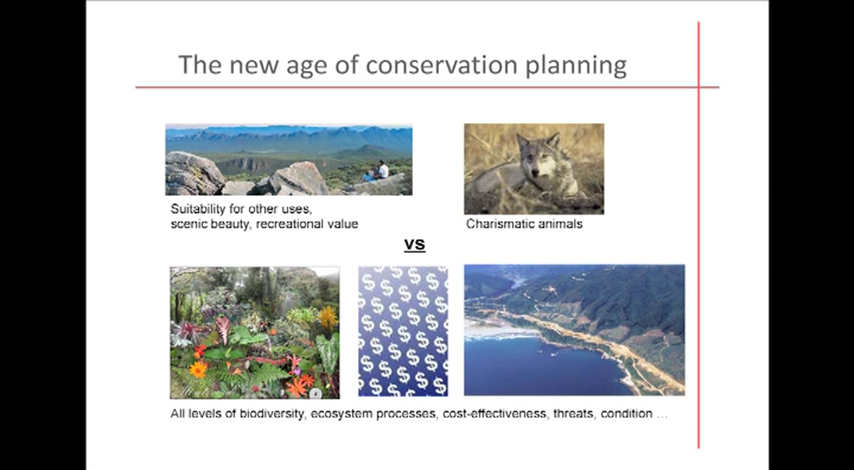 The new age of conservation planning
Suitability for other uses,
scenic beauty, recreational value
Charismatic animals
vs
$ $ $ $ $ $ $ $ $ $ $ $ $ $ $ $ $ $ $ $ $ $ $ $ $ $ $ $
All levels of biodiversity, ecosystem processes, cost-effectiveness, threats, condition ...